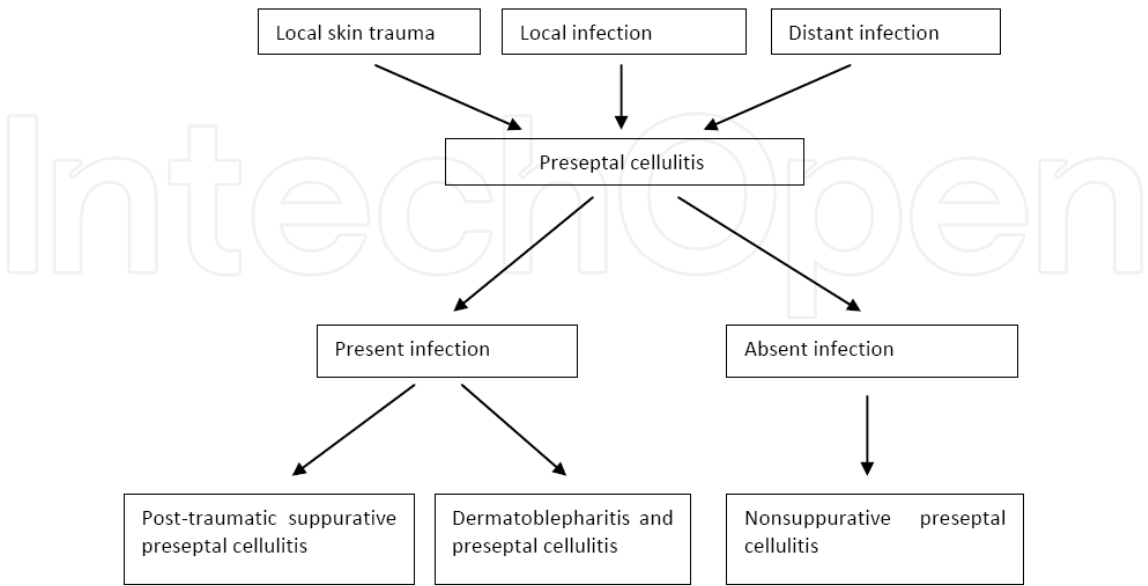 Local skin trauma
Local infection
Distant infection
Preseptal cellulitis
IntechOpen
Present infection
Absent infection
Post-traumatic suppurative
preseptal cellulitis
Dermatoblepharitis and
preseptal cellulitis
Nonsuppurative preseptal
cellulitis